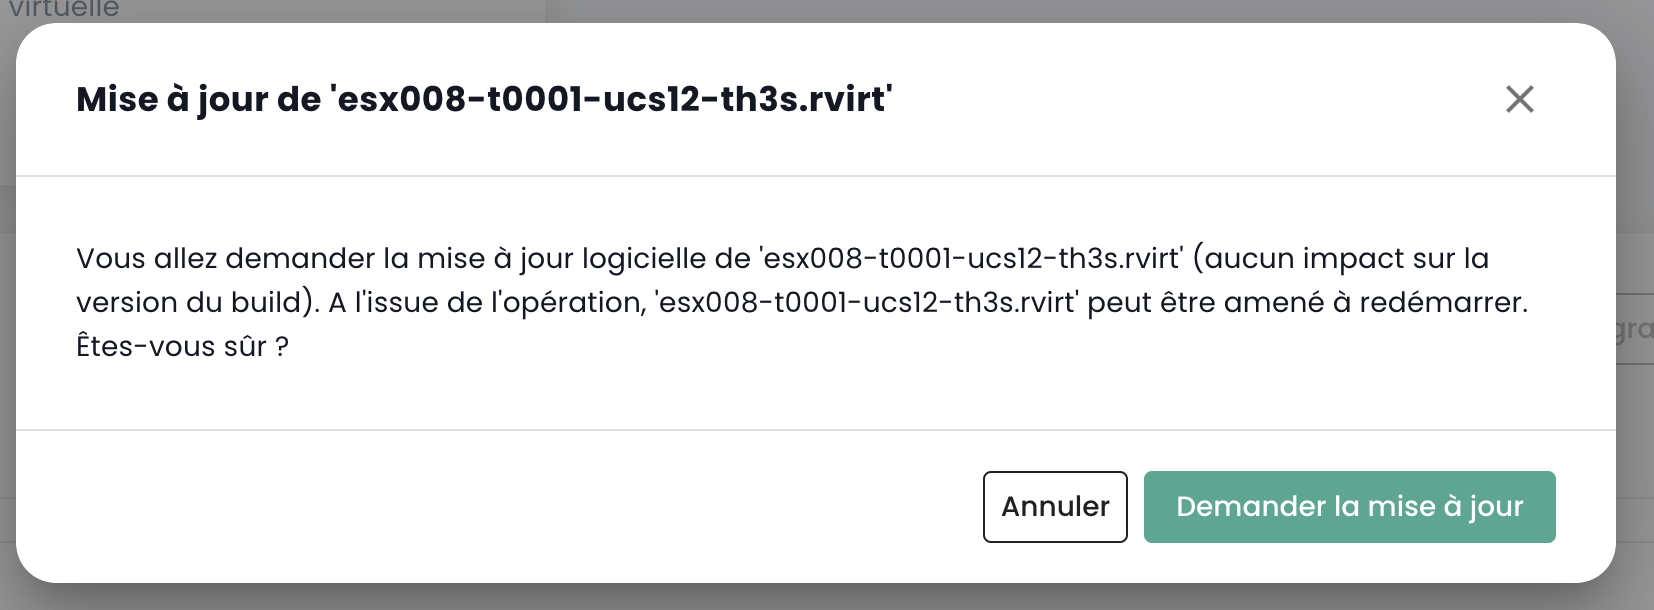 virtuelle
Mise à jour de 'esx008-t0001-ucs12-th3s.rvirt'
Vous allez demander la mise à jour logicielle de 'esx008-t0001-ucs12-th3s.rvirt' (aucun impact sur la
version du build). A l'issue de l'opération, 'esx008-t0001-ucs12-th3s.rvirt' peut être amené à redémarrer.
Êtes-vous sûr ?
Annuler Demander la mise à jour